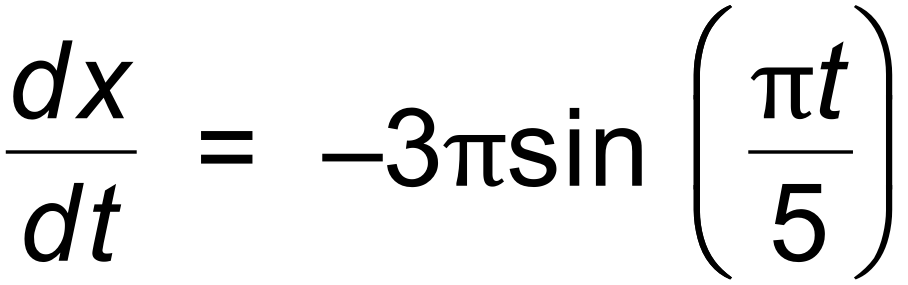 dx/dt = –3πsin (πt/5)